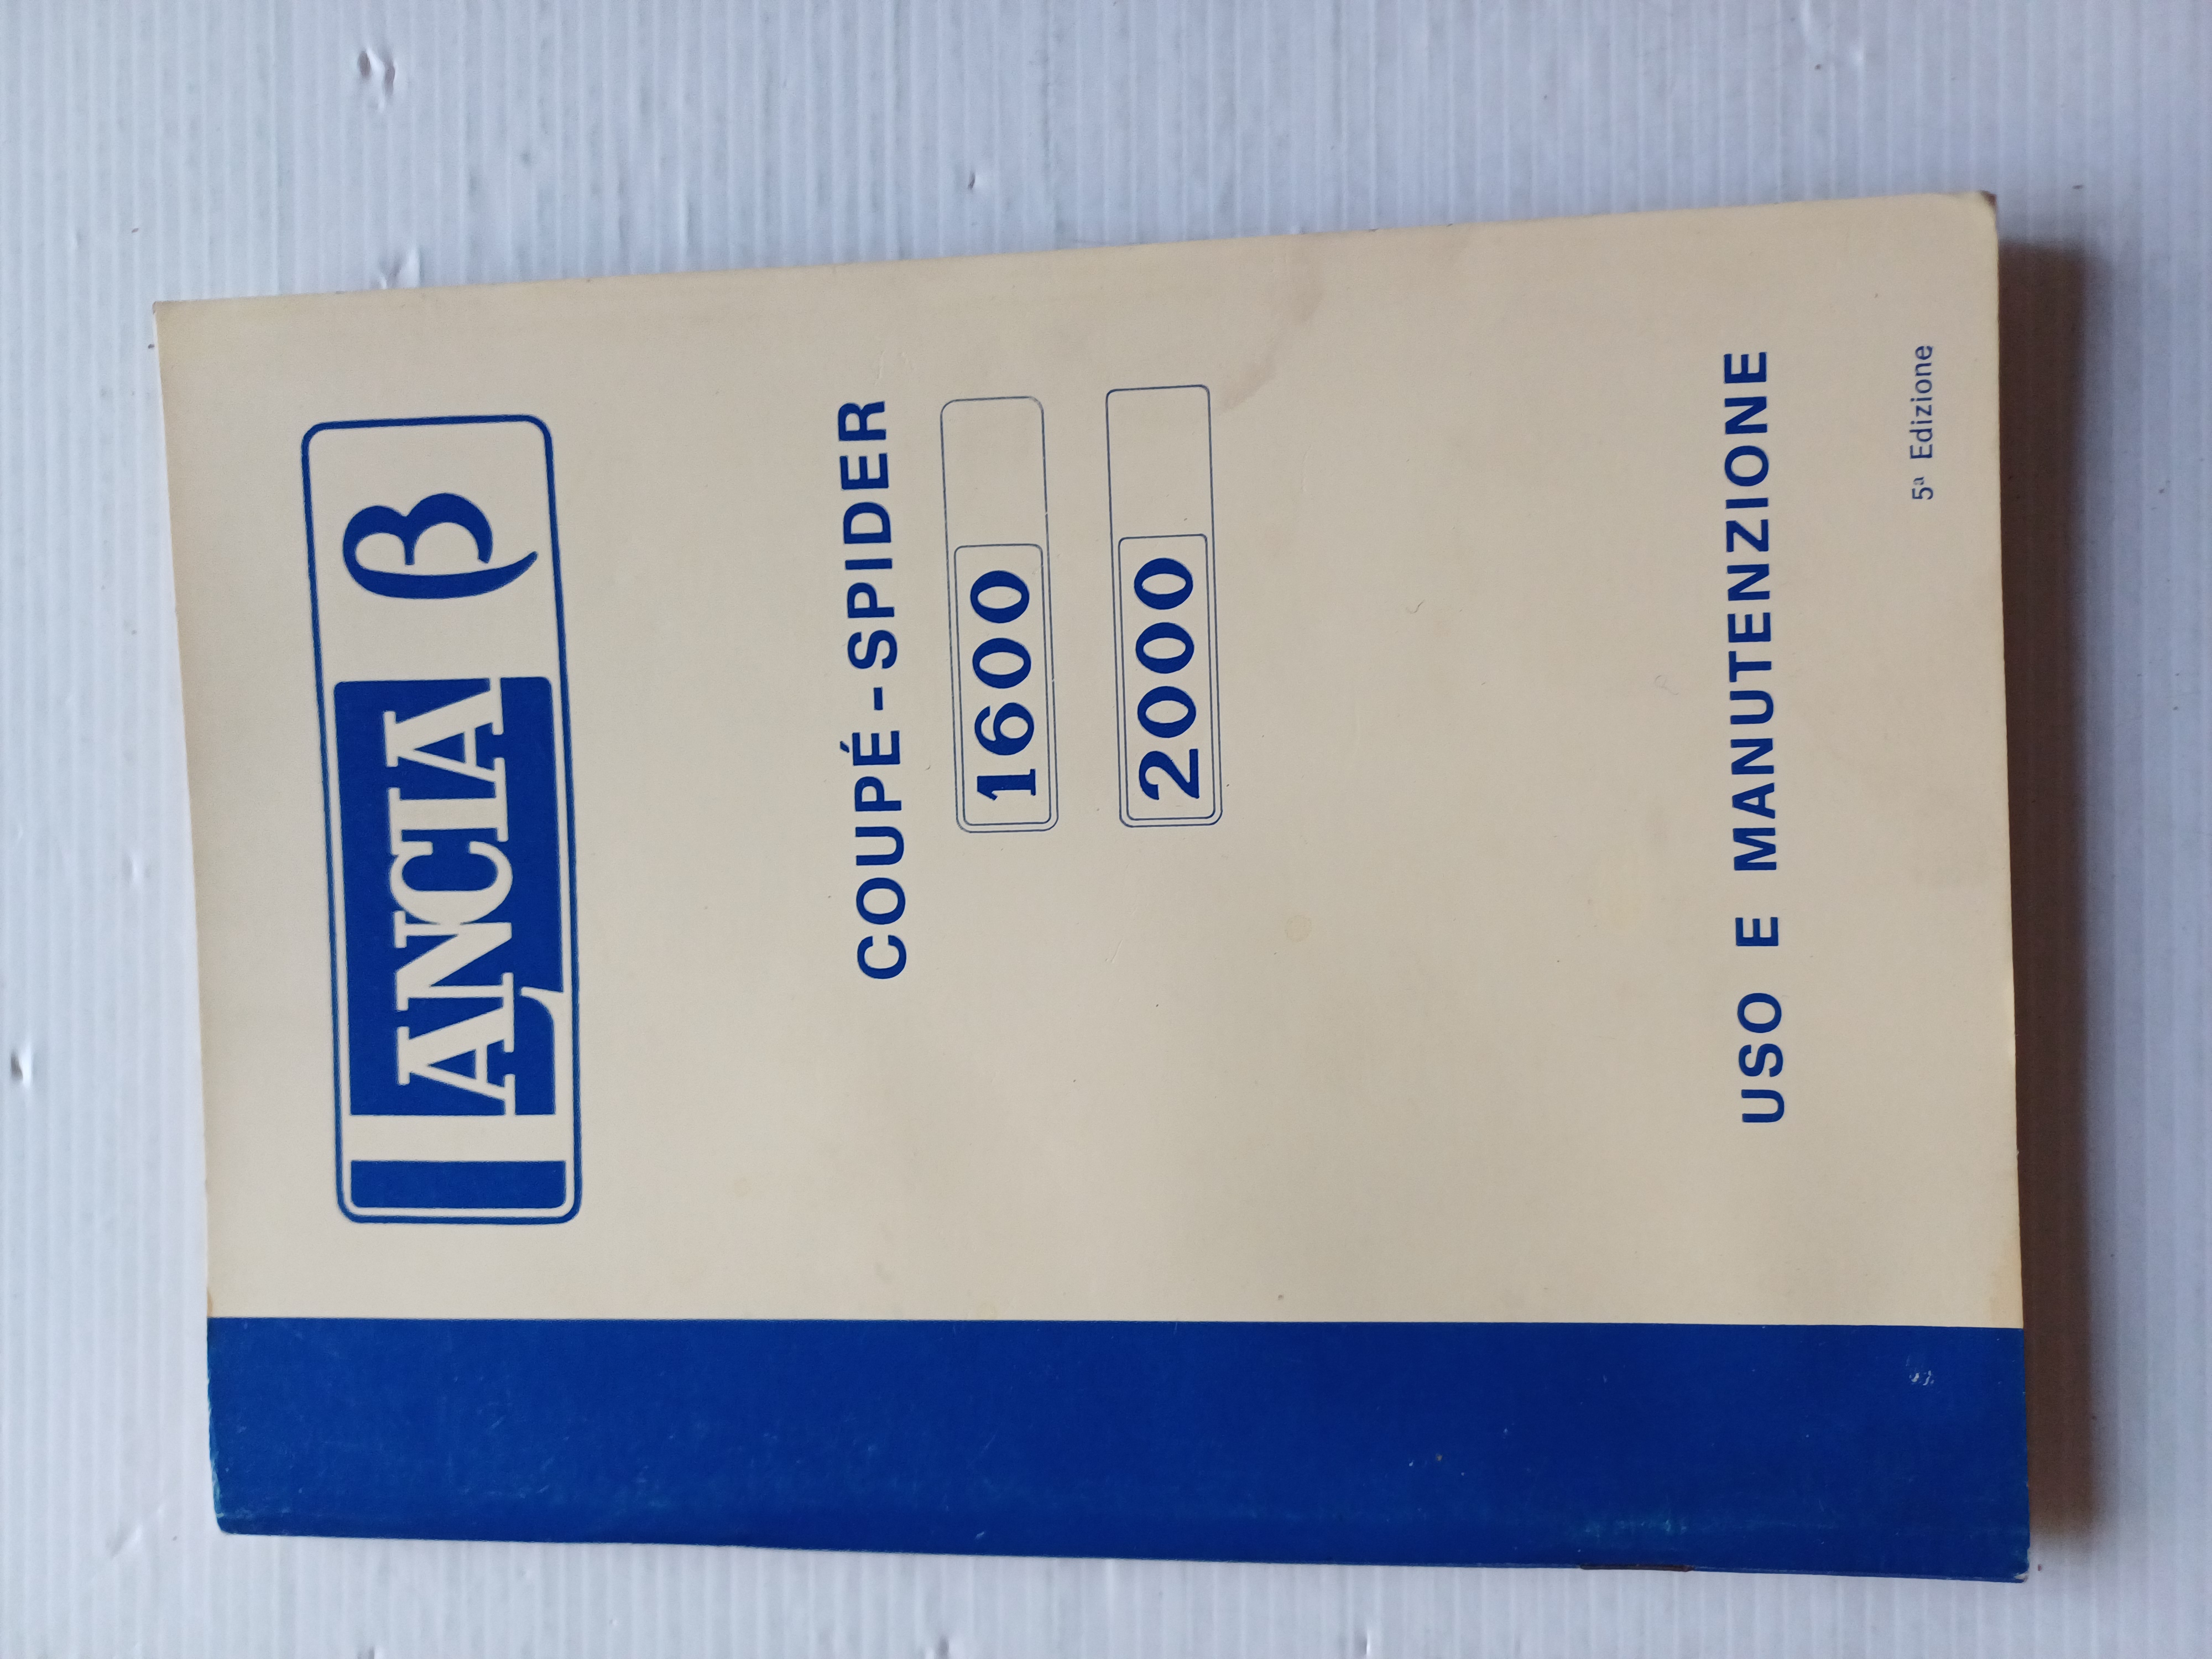 LANCIA β
COUPÉ - SPIDER
1600
2000
USO E MANUTENZIONE
5ª Edizione